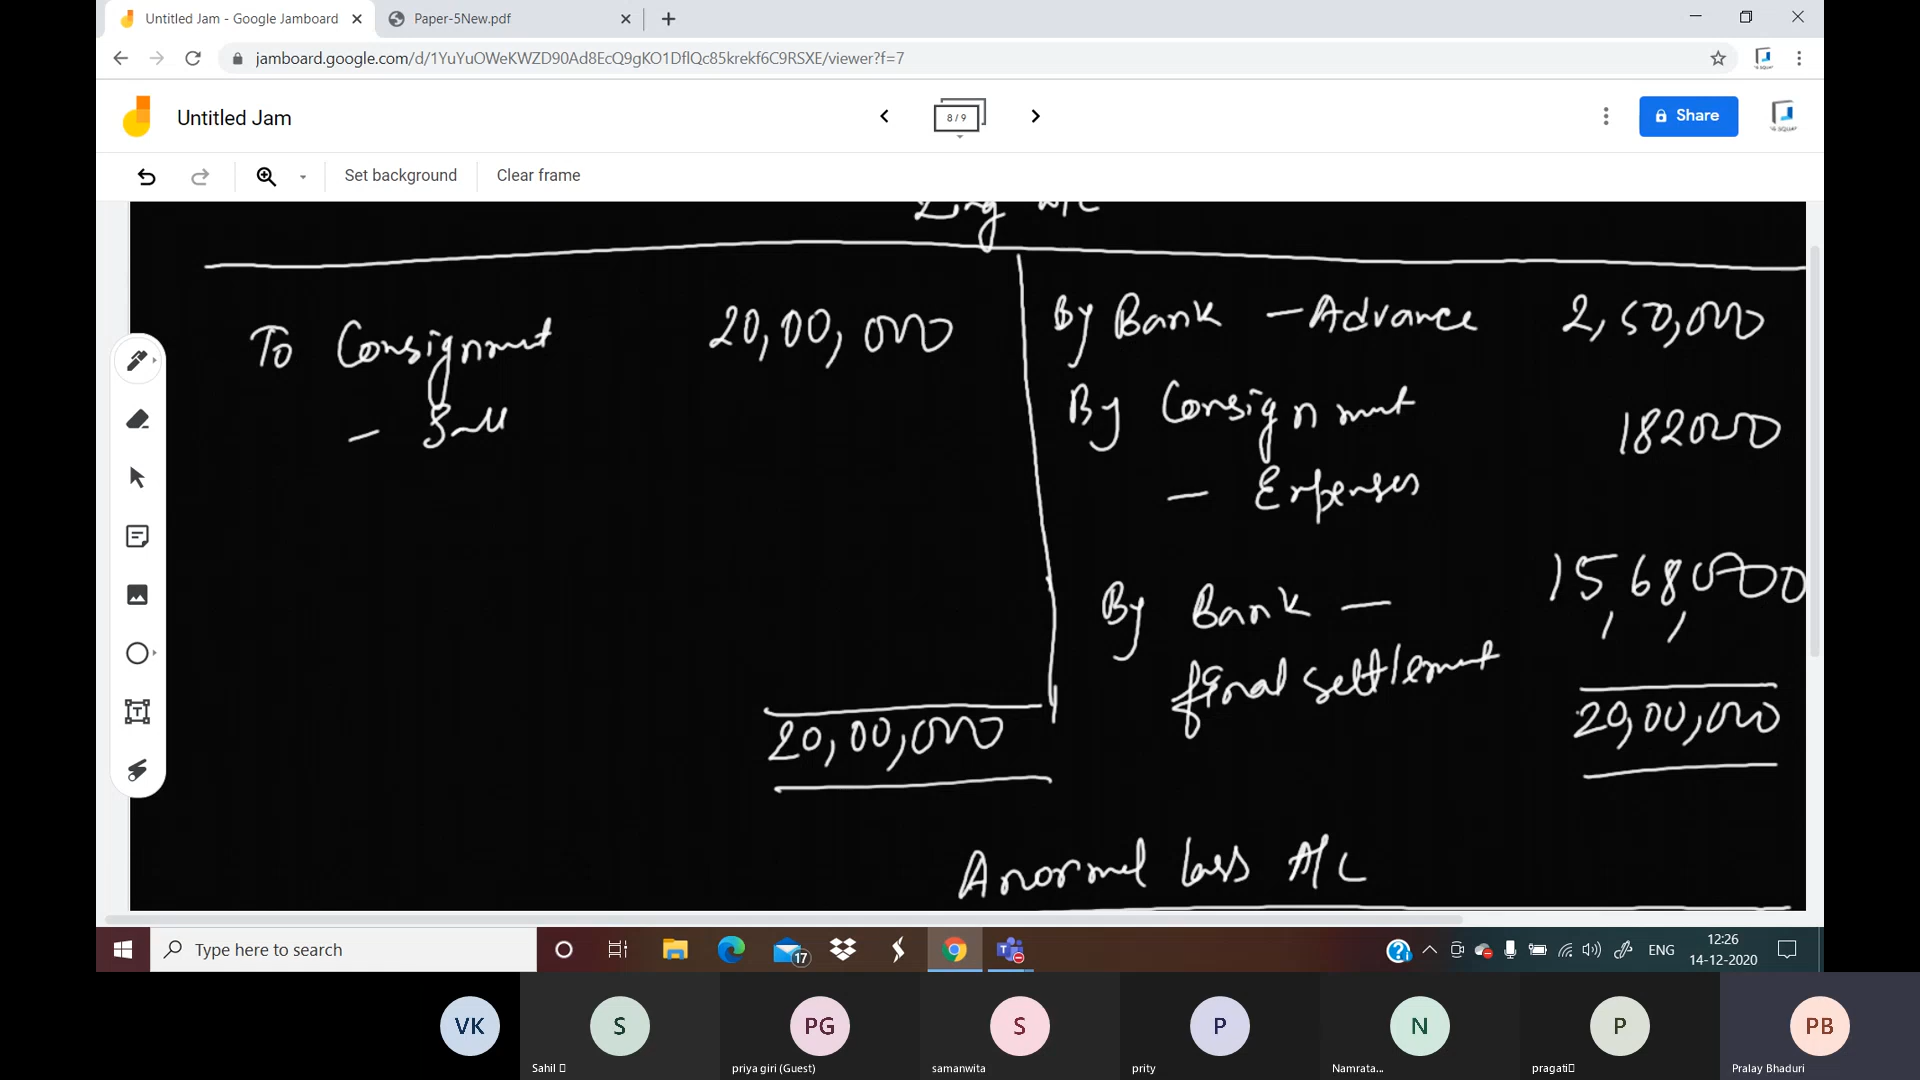 Untitled Jam - Google Jamboard
Paper-5New.pdf
jamboard.google.com/d/1YuYuOWeKWZD90Ad8EcQ9gKO1DflQc85krekf6C9RSXE/viewer?f=7
Untitled Jam
8 / 9
Share
Set background
Clear frame
A/C
To Consignment 20,00,000
By Bank - Advance 2,50,000
By Consignment 182000
- Expenses
By Bank - 15,68,000
final settlement
20,00,000
20,00,000
Anormal loss A/C
Type here to search
17
ENG
12:26
14-12-2020
VK
S
PG
S
P
N
P
PB
Sahil
priya giri (Guest)
samanwita
prity
Namrata...
pragati
Pralay Bhaduri